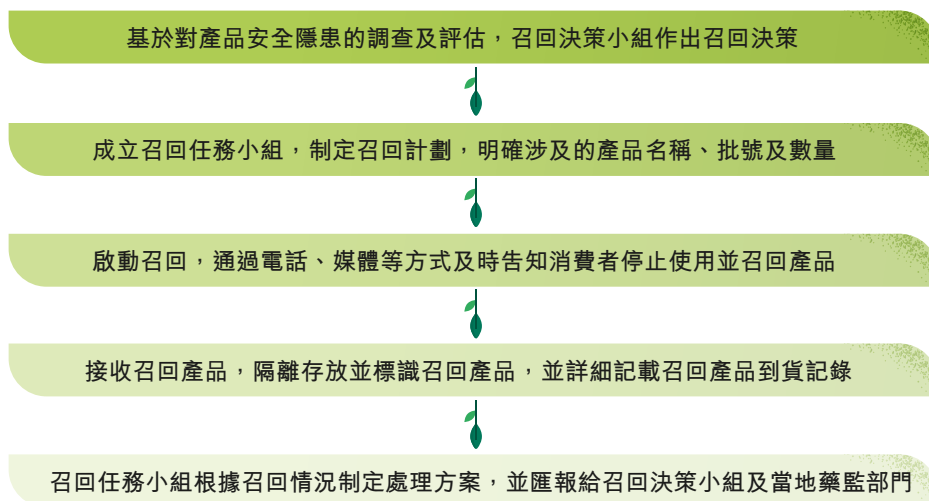 基於對產品安全隱患的調查及評估，召回決策小組作出召回決策
成立召回任務小組，制定召回計劃，明確涉及的產品名稱、批號及數量
啟動召回，通過電話、媒體等方式及時告知消費者停止使用並召回產品
接收召回產品，隔離存放並標識召回產品，並詳細記載召回產品到貨記錄
召回任務小組根據召回情況制定處理方案，並匯報給召回決策小組及當地藥監部門